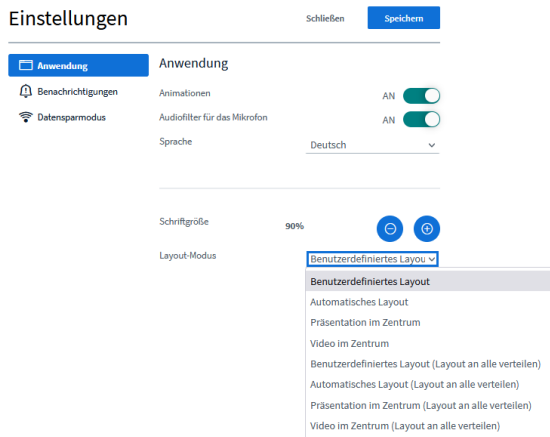 Einstellungen
Schließen
Speichern
Anwendung
Benachrichtigungen
Datensparmodus
Anwendung
Animationen
AN
Audiofilter für das Mikrofon
AN
Sprache
Deutsch
Schriftgröße
90%
Layout-Modus
Benutzerdefiniertes Layou
Benutzerdefiniertes Layout
Automatisches Layout
Präsentation im Zentrum
Video im Zentrum
Benutzerdefiniertes Layout (Layout an alle verteilen)
Automatisches Layout (Layout an alle verteilen)
Präsentation im Zentrum (Layout an alle verteilen)
Video im Zentrum (Layout an alle verteilen)